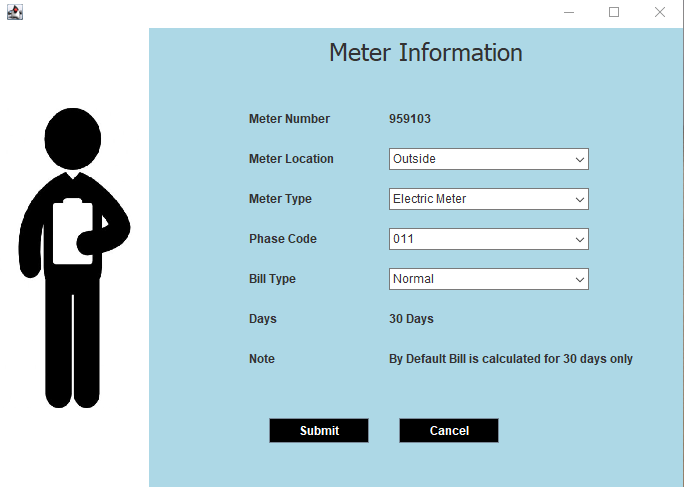 Meter Information
Meter Number 959103
Meter Location Outside
Meter Type Electric Meter
Phase Code 011
Bill Type Normal
Days 30 Days
Note By Default Bill is calculated for 30 days only
Submit Cancel